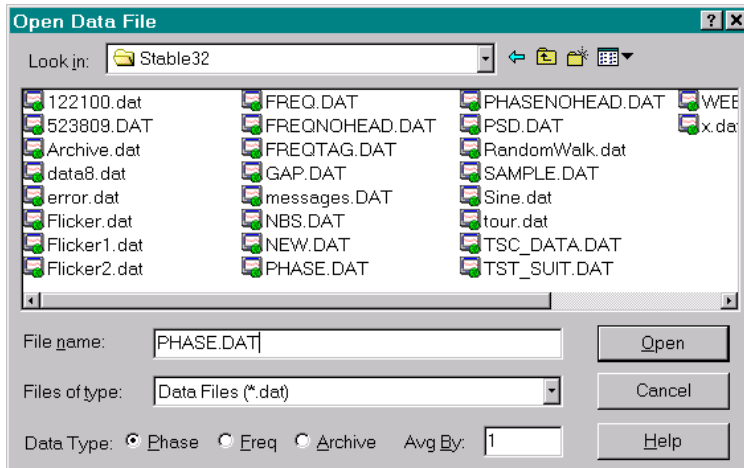 Open Data File
Look in: Stable32
122100.dat FREQ.DAT PHASENOHEAD.DAT WEE
523809.DAT FREQNOHEAD.DAT PSD.DAT x.da
Archive.dat FREQTAG.DAT RandomWalk.dat
data8.dat GAP.DAT SAMPLE.DAT
error.dat messages.DAT Sine.dat
Flicker.dat NBS.DAT tour.dat
Flicker1.dat NEW.DAT TSC_DATA.DAT
Flicker2.dat PHASE.DAT TST_SUIT.DAT
File name: PHASE.DAT Open
Files of type: Data Files (*.dat) Cancel
Data Type: Phase Freq Archive Avg By: 1 Help